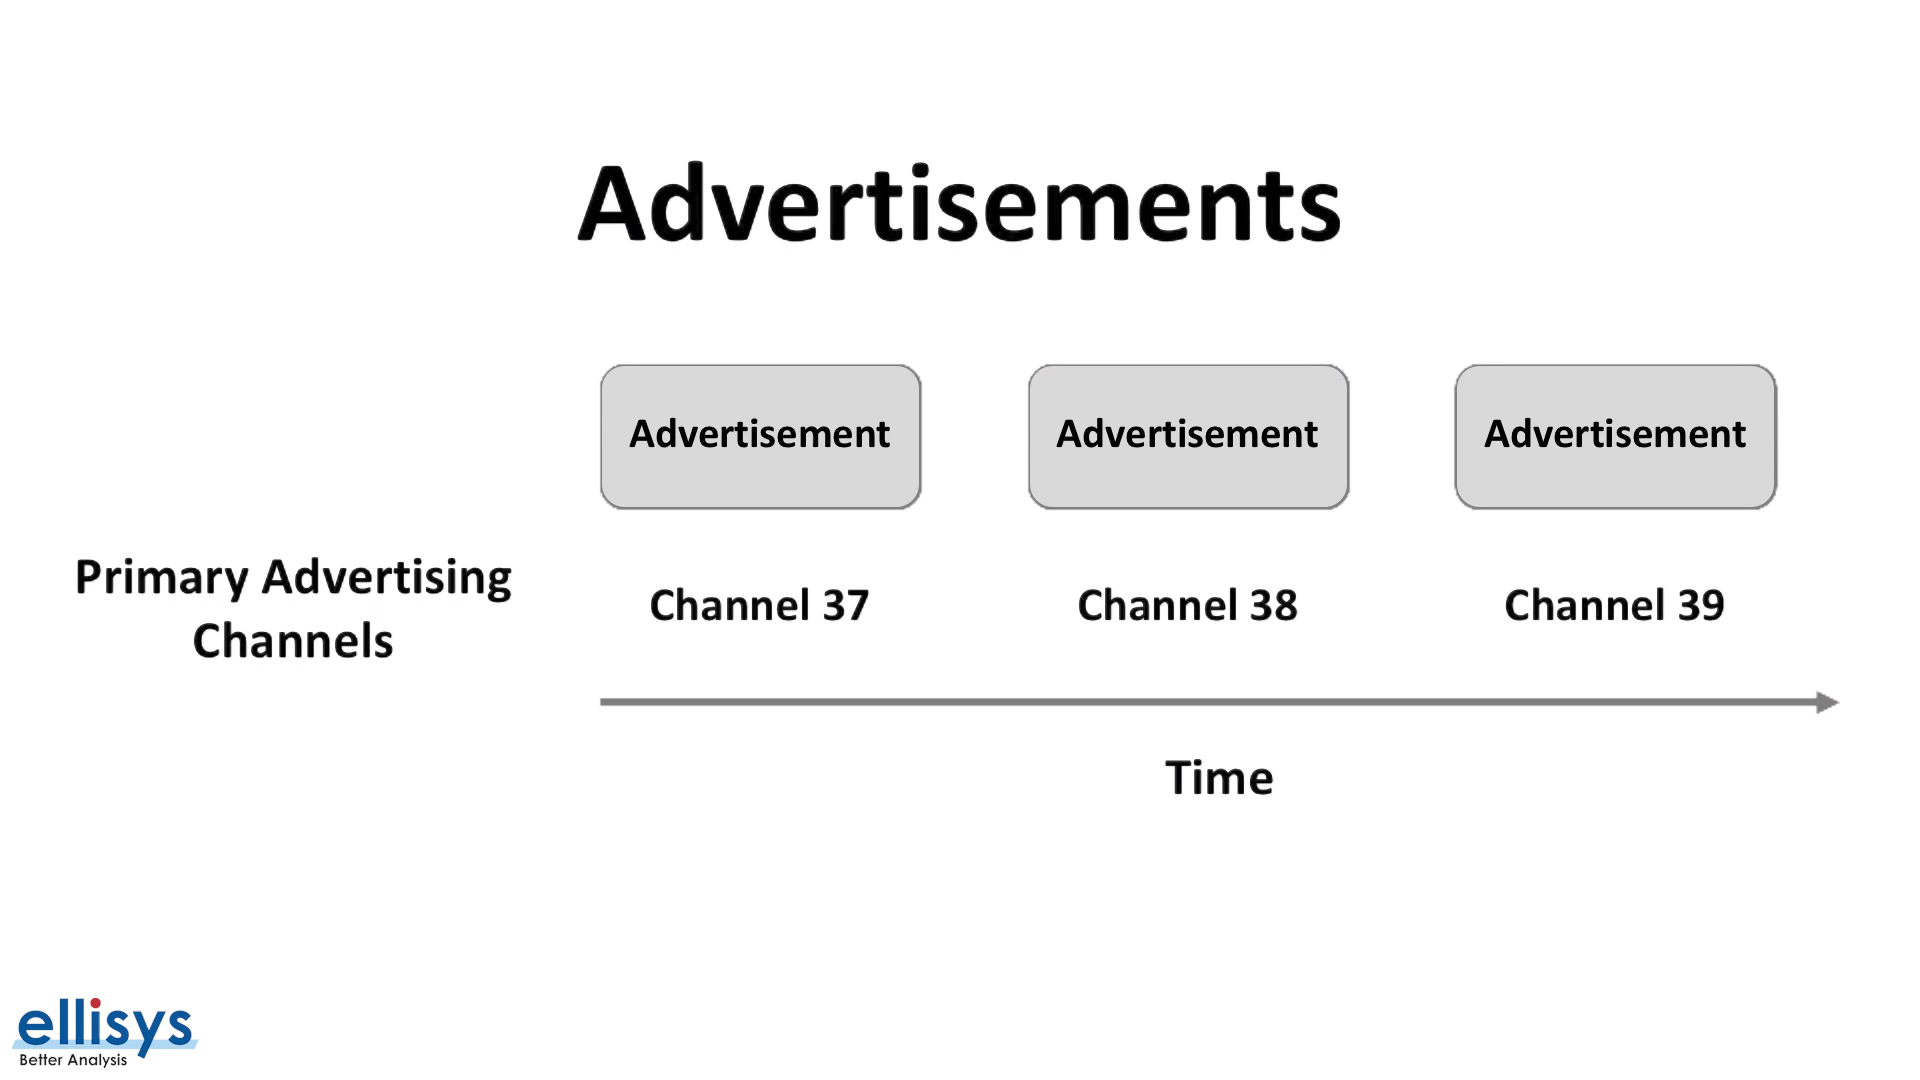 Advertisements
Advertisement Advertisement Advertisement
Primary Advertising
Channels
Channel 37 Channel 38 Channel 39
Time
ellisys
Better Analysis